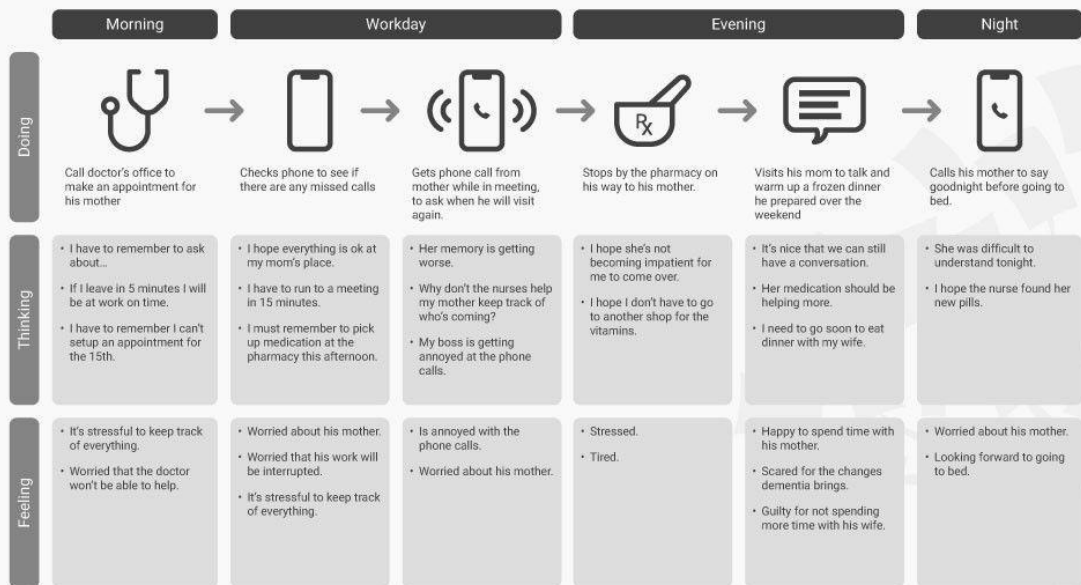 Morning
Workday
Evening
Night
Doing
Call doctor's office to
make an appointment for
his mother
Checks phone to see if
there are any missed calls
Gets phone call from
mother while in meeting,
to ask when he will visit
again.
Rx
Stops by the pharmacy on
his way to his mother.
Visits his mom to talk and
warm up a frozen dinner
he prepared over the
weekend
Calls his mother to say
goodnight before going to
bed.
Thinking
• I have to remember to ask
about…
• If I leave in 5 minutes I will
be at work on time.
• I have to remember I can't
setup an appointment for
the 15th.
• I hope everything is ok at
my mom's place.
• I have to run to a meeting
in 15 minutes.
• I must remember to pick
up medication at the
pharmacy this afternoon.
• Her memory is getting
worse.
• Why don't the nurses help
my mother keep track of
who's coming?
• My boss is getting
annoyed at the phone
calls.
• I hope she's not
becoming impatient for
me to come over.
• I hope I don't have to go
to another shop for the
vitamins.
• It's nice that we can still
have a conversation.
• Her medication should be
helping more.
• I need to go soon to eat
dinner with my wife.
• She was difficult to
understand tonight.
• I hope the nurse found her
new pills.
Feeling
• It's stressful to keep track
of everything.
• Worried that the doctor
won't be able to help.
• Worried about his mother.
• Worried that his work will
be interrupted.
• It's stressful to keep track
of everything.
• Is annoyed with the
phone calls.
• Worried about his mother.
• Stressed.
• Tired.
• Happy to spend time with
his mother.
• Scared for the changes
dementia brings.
• Guilty for not spending
more time with his wife.
• Worried about his mother.
• Looking forward to going
to bed.